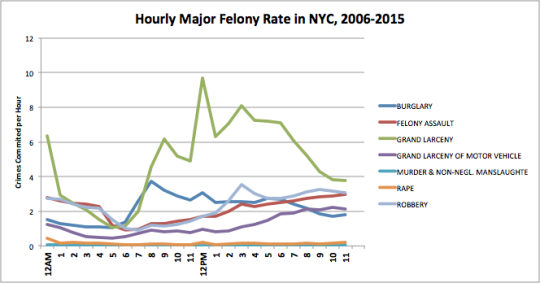 Hourly Major Felony Rate in NYC, 2006-2015
Crimes Commited per Hour
12
10
8
6
4
2
0
12AM 1 2 3 4 5 6 7 8 9 10 11 12PM 1 2 3 4 5 6 7 8 9 10 11
BURGLARY
FELONY ASSAULT
GRAND LARCENY
GRAND LARCENY OF MOTOR VEHICLE
MURDER & NON-NEGL. MANSLAUGHTE
RAPE
ROBBERY